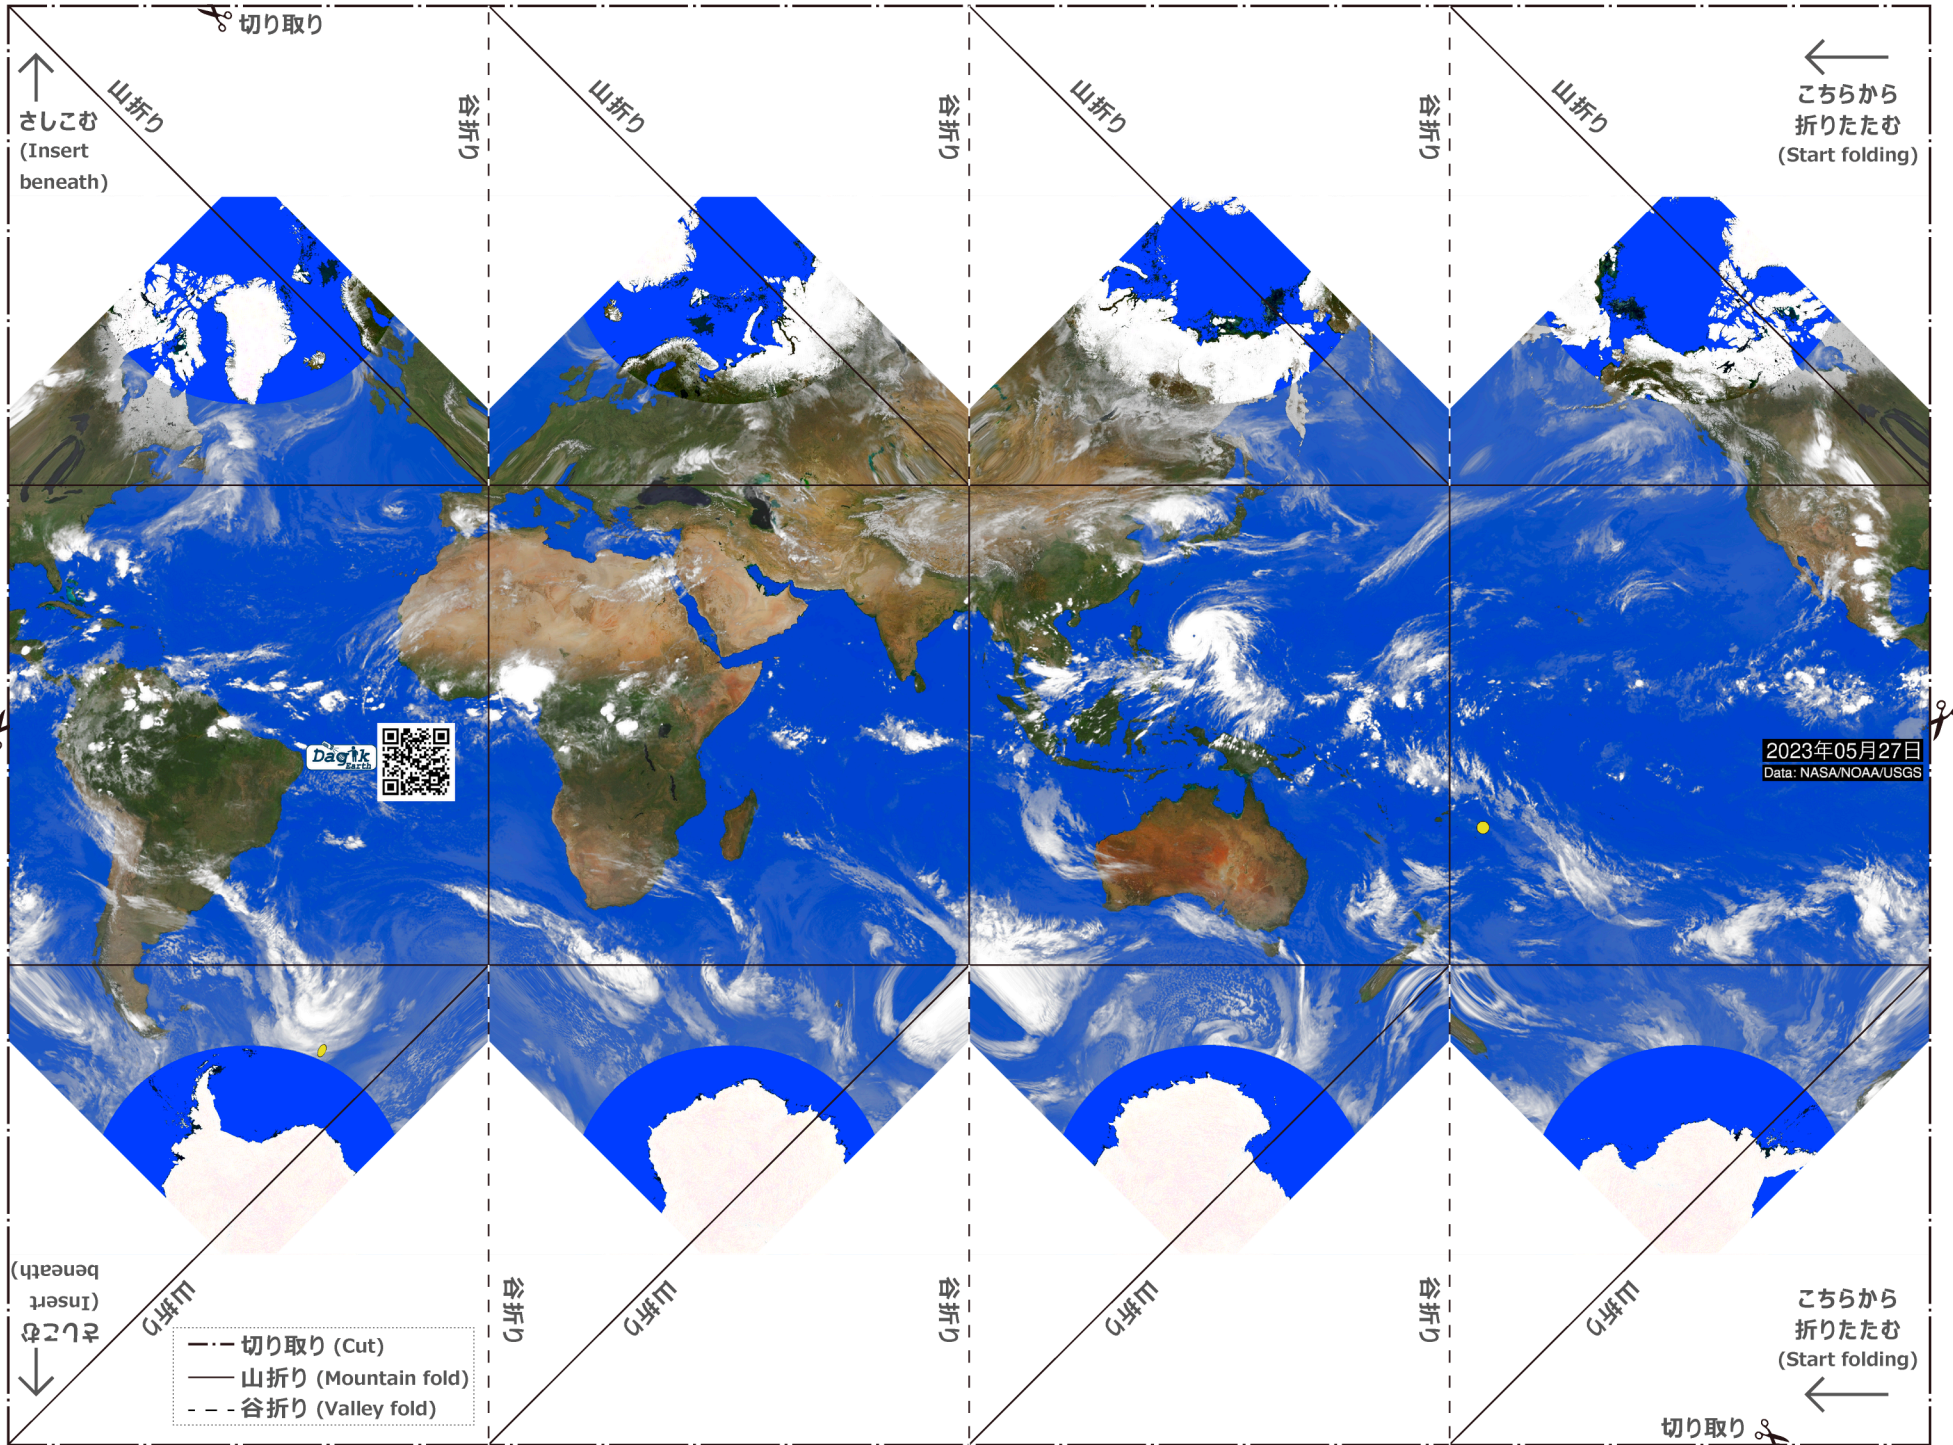 切り取り
山折り
谷折り
山折り
谷折り
山折り
谷折り
山折り
さしこむ
(Insert
beneath)
こちらから
折りたたむ
(Start folding)
Dagik
Earth
2023年05月27日
Data: NASA/NOAA/USGS
さしこむ
(Insert
beneath)
山折り
谷折り
山折り
谷折り
山折り
谷折り
山折り
こちらから
折りたたむ
(Start folding)
切り取り (Cut)
山折り (Mountain fold)
谷折り (Valley fold)
切り取り